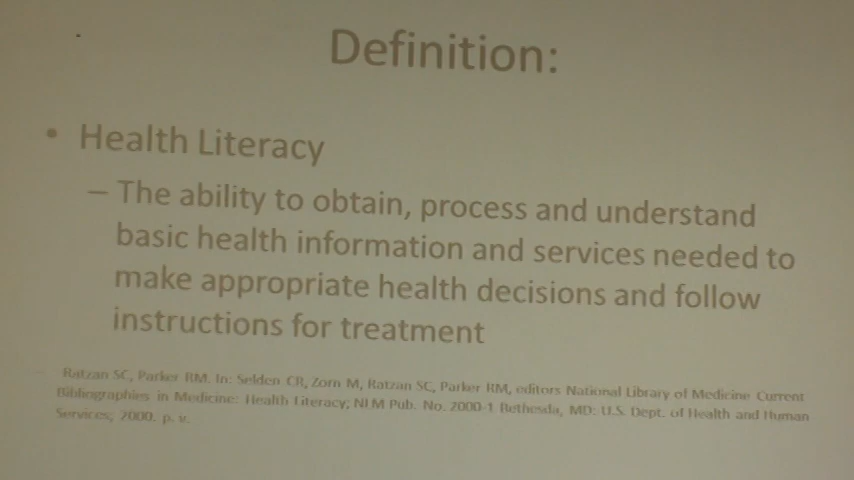 Definition:
• Health Literacy
– The ability to obtain, process and understand
basic health information and services needed to
make appropriate health decisions and follow
instructions for treatment
Ratzan SC, Parker RM. In: Selden CR, Zorn M, Ratzan SC, Parker RM, editors National Library of Medicine Current
Bibliographies in Medicine: Health Literacy; NLM Pub. No. 2000-1 Bethesda, MD: U.S. Dept. of Health and Human
Services; 2000. p. v.